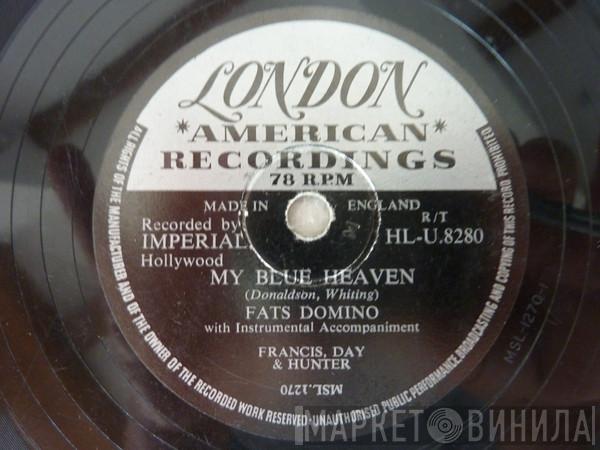 LONDON
*AMERICAN*
RECORDINGS
78 R.P.M
MADE IN ENGLAND
Recorded by
IMPERIAL
Hollywood
R/T
HL-U.8280
MY BLUE HEAVEN
(Donaldson, Whiting)
FATS DOMINO
with Instrumental Accompaniment
FRANCIS, DAY
& HUNTER
MSL.1270
ALL RIGHTS OF THE MANUFACTURER AND OF THE OWNER OF THE RECORDED WORK RESERVED·UNAUTHORISED PUBLIC PERFORMANCE, BROADCASTING AND COPYING OF THIS RECORD PROHIBITED
MSL-1270-1
МАРКЕТ ВИНИЛА